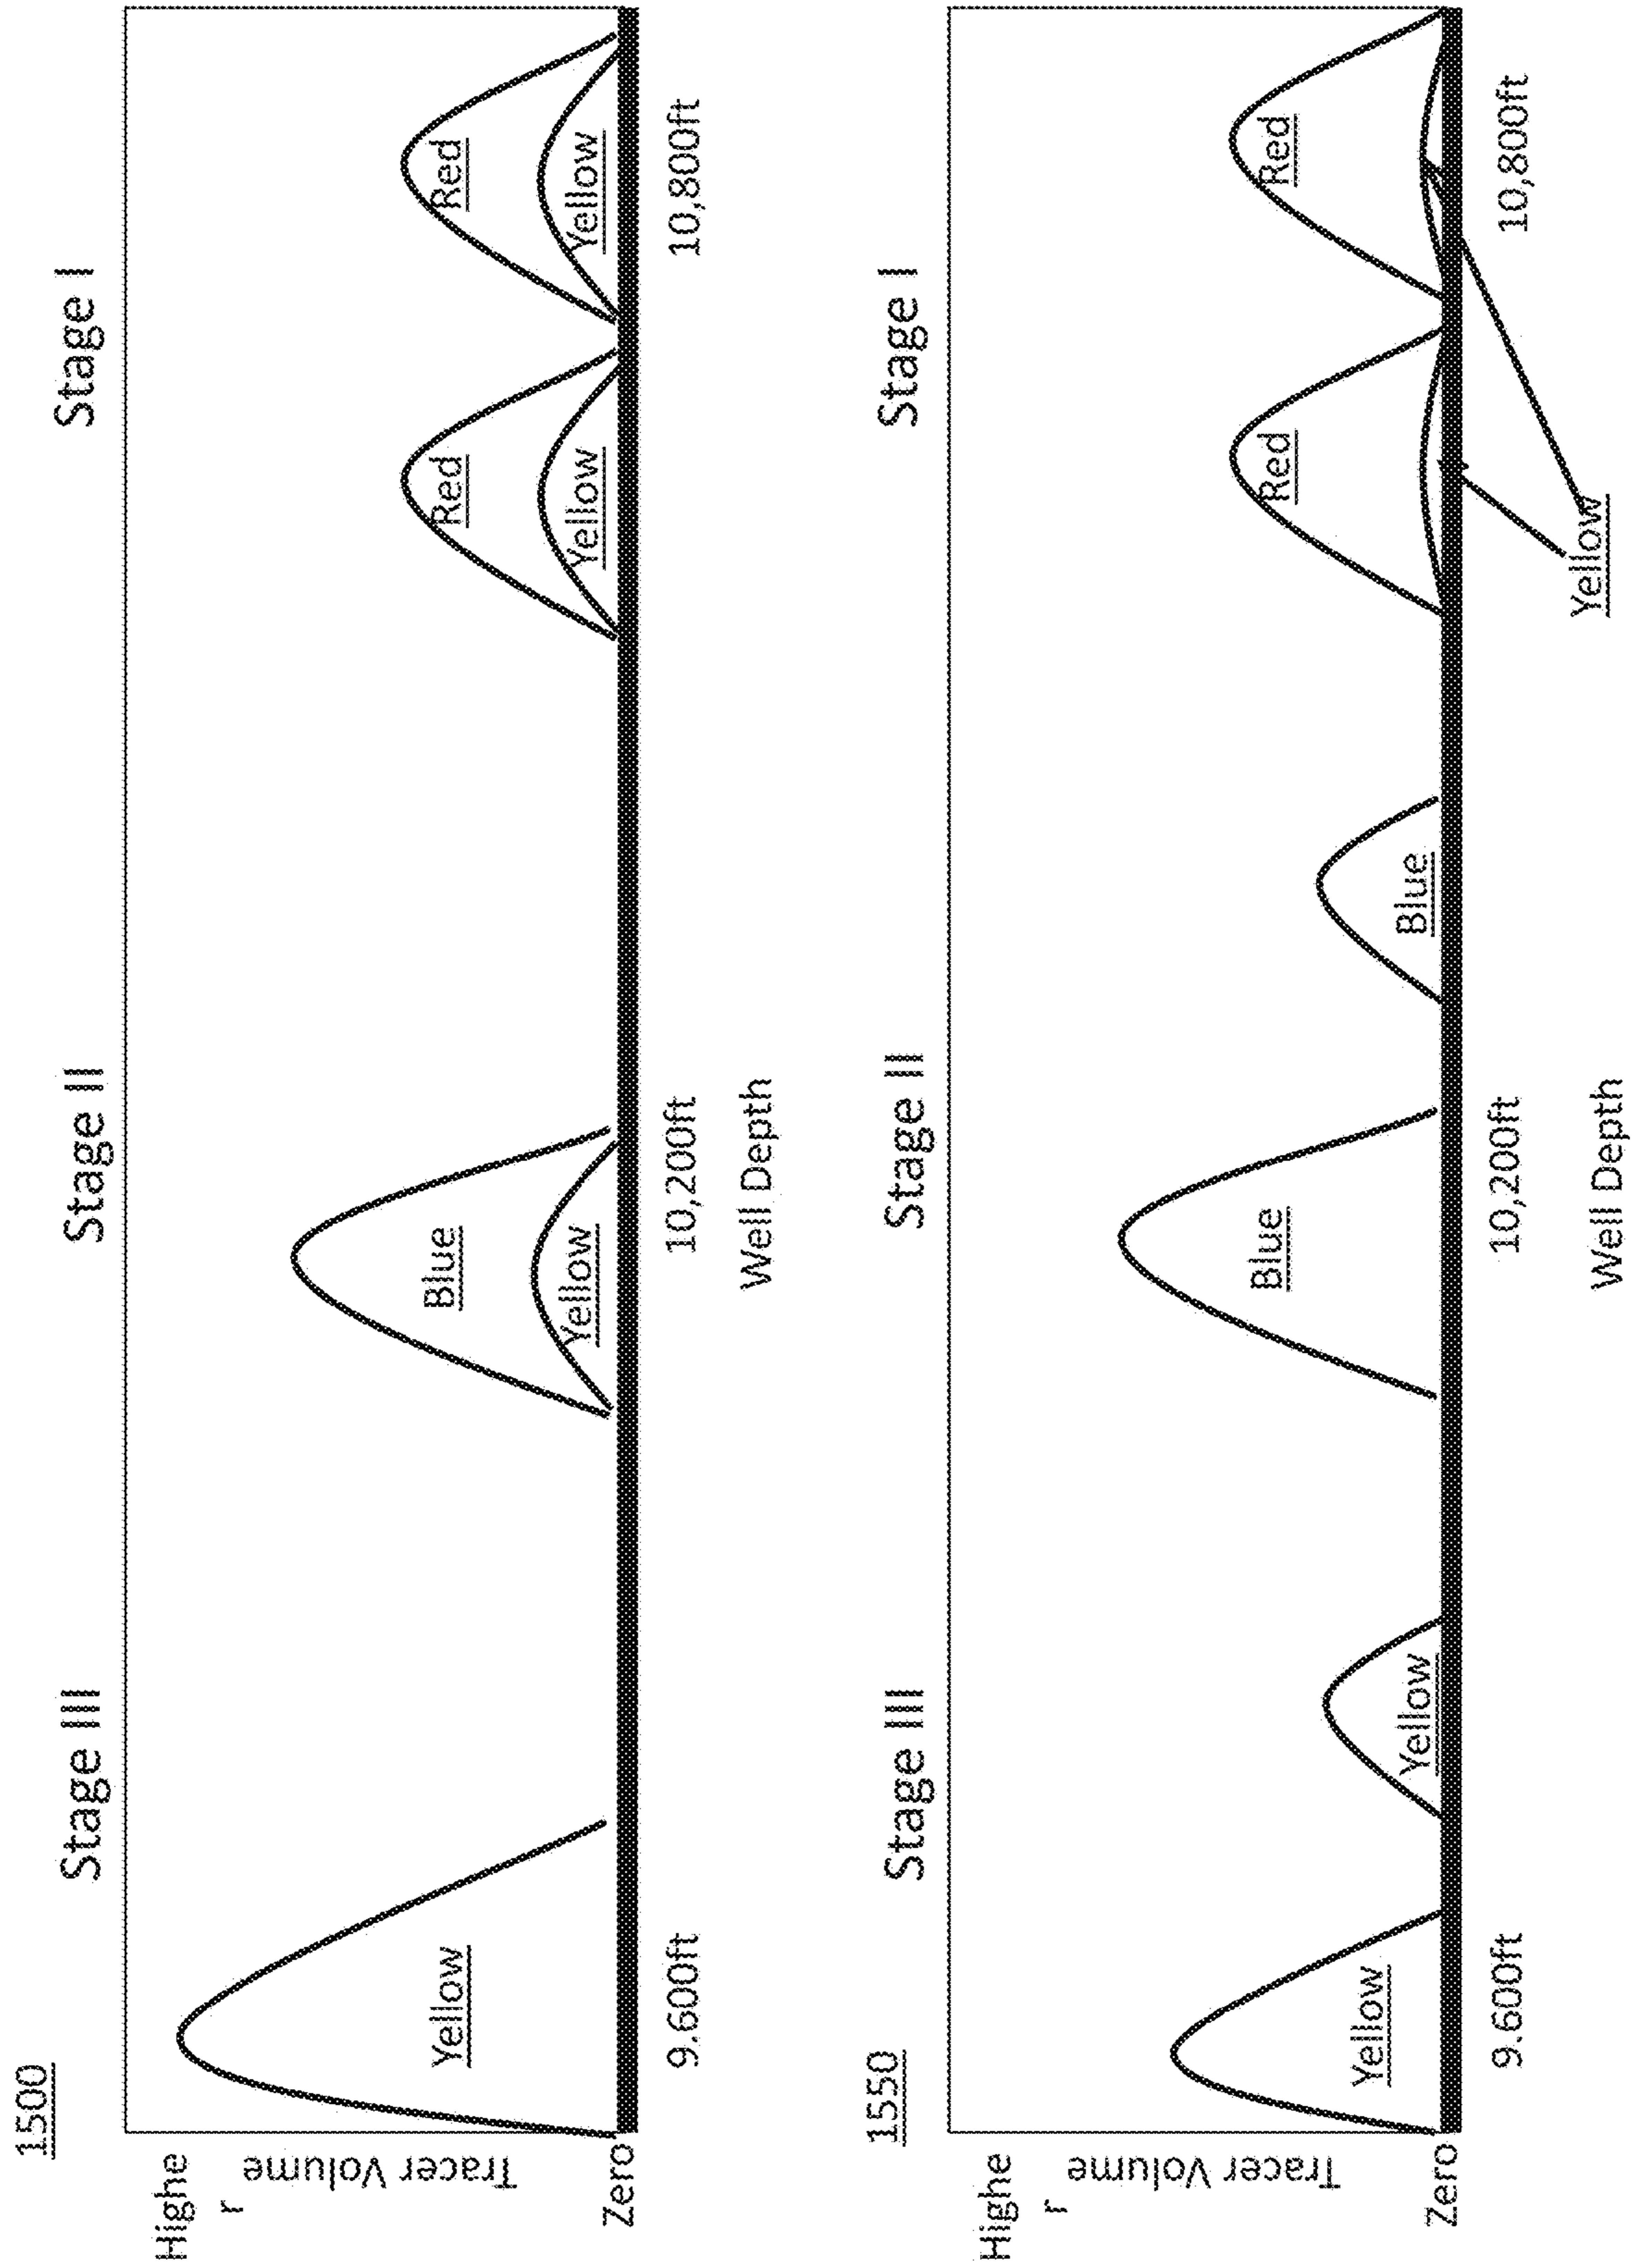 1500
Stage III
Stage II
Stage I
Highe
r
Tracer Volume
Zero
Yellow
Blue
Yellow
Red
Yellow
Red
Yellow
9.600ft
10,200ft
10,800ft
Well Depth
1550
Stage III
Stage II
Stage I
Highe
r
Tracer Volume
Zero
Yellow
Yellow
Blue
Blue
Red
Red
9.600ft
10,200ft
10,800ft
Yellow
Well Depth